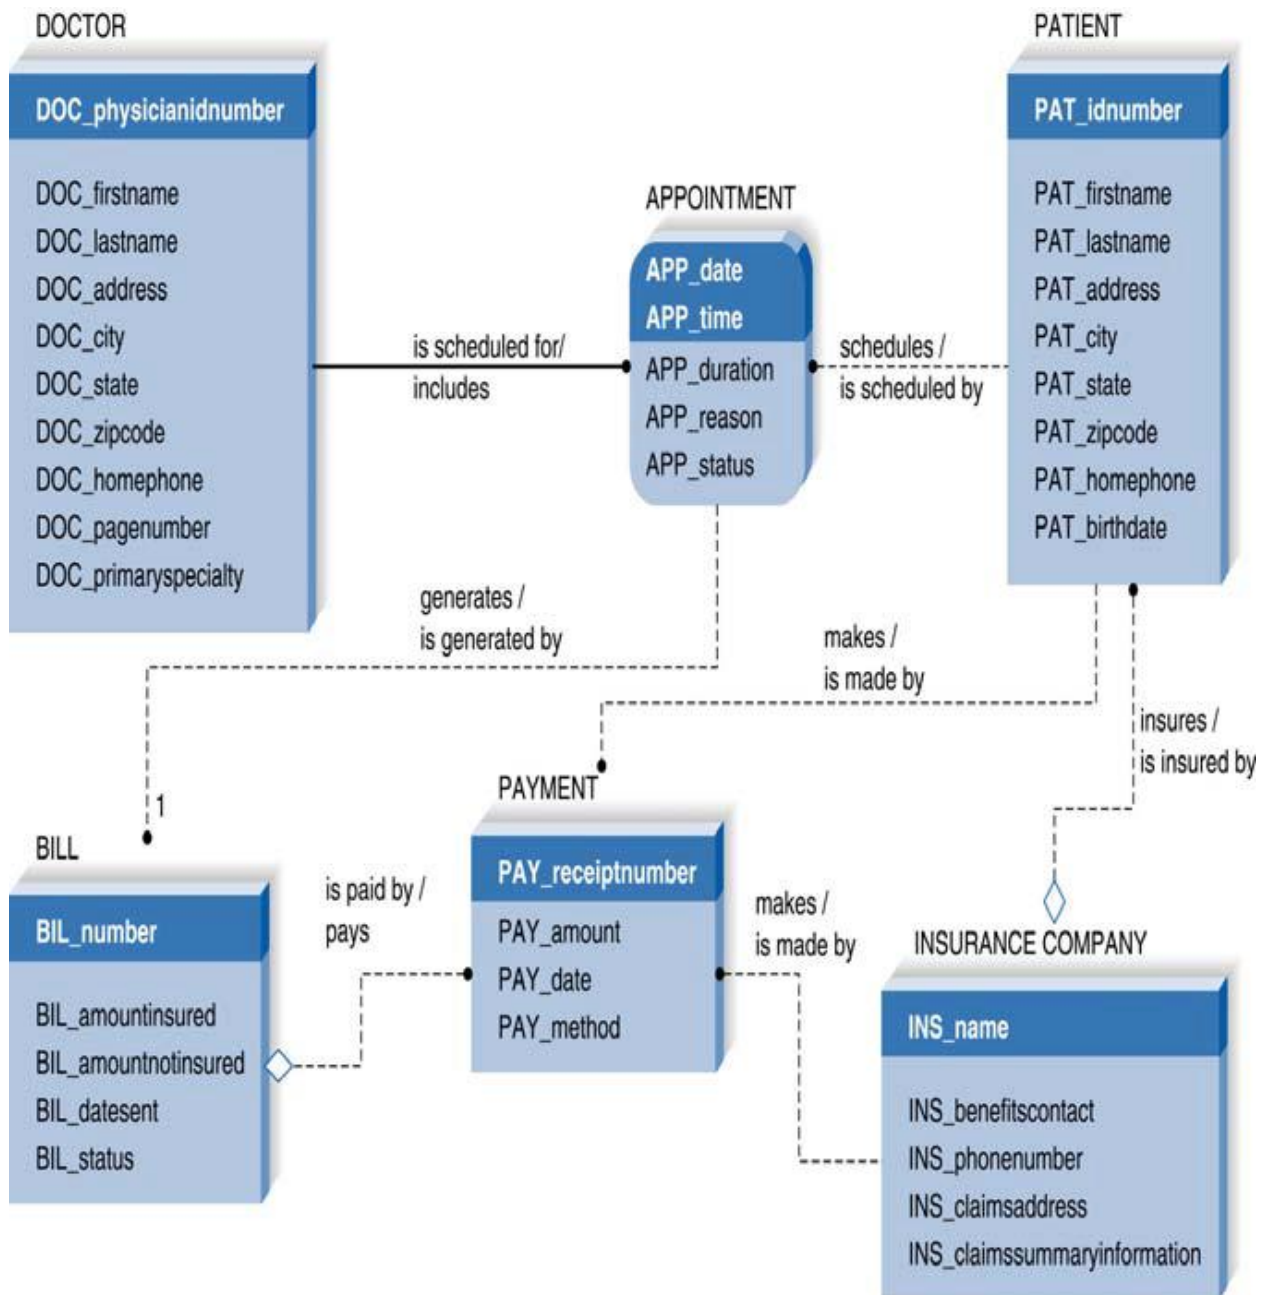 DOCTOR
DOC_physicianidnumber
DOC_firstname
DOC_lastname
DOC_address
DOC_city
DOC_state
DOC_zipcode
DOC_homephone
DOC_pagenumber
DOC_primaryspecialty
is scheduled for/
includes
APPOINTMENT
APP_date
APP_time
APP_duration
APP_reason
APP_status
schedules /
is scheduled by
PATIENT
PAT_idnumber
PAT_firstname
PAT_lastname
PAT_address
PAT_city
PAT_state
PAT_zipcode
PAT_homephone
PAT_birthdate
generates /
is generated by
makes /
is made by
insures /
is insured by
1
BILL
BIL_number
BIL_amountinsured
BIL_amountnotinsured
BIL_datesent
BIL_status
is paid by /
pays
PAYMENT
PAY_receiptnumber
PAY_amount
PAY_date
PAY_method
makes /
is made by
INSURANCE COMPANY
INS_name
INS_benefitscontact
INS_phonenumber
INS_claimsaddress
INS_claimssummaryinformation